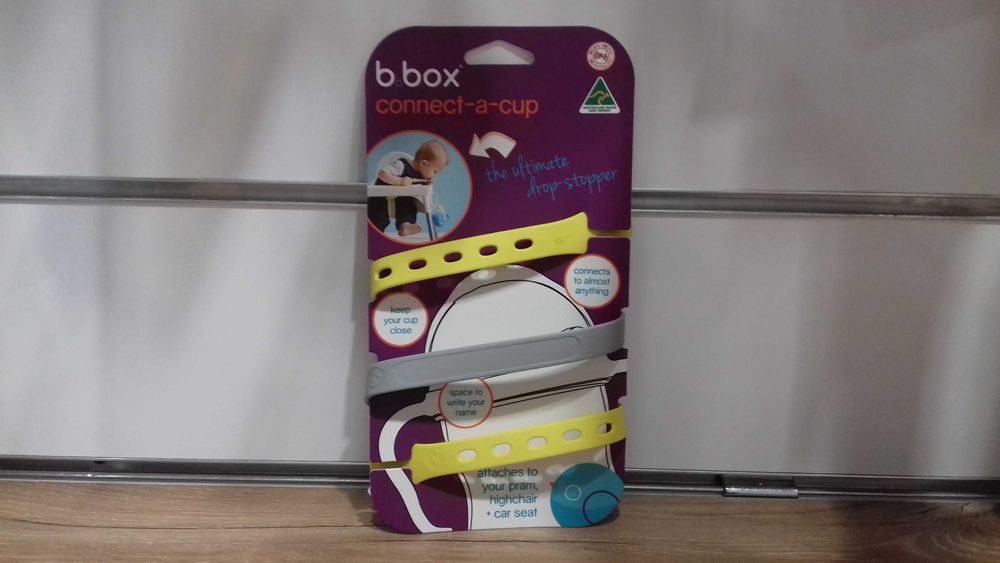 b.box
connect-a-cup
BPA
the ultimate
drop-stopper
connects
to almost
anything
keep
your cup
close
space to
write your
name
attaches to
your pram,
highchair
+ car seat